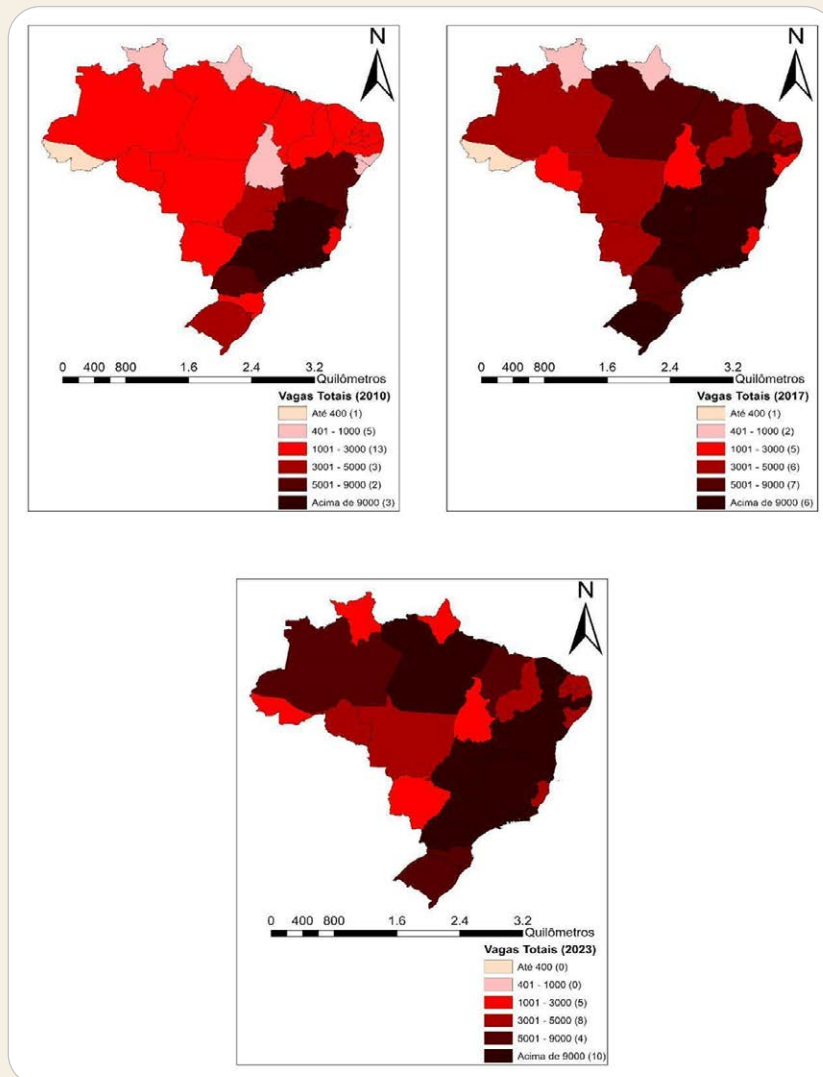 N
0 400 800 1.6 2.4 3.2
Quilômetros
Vagas Totais (2010)
Até 400 (1)
401 - 1000 (5)
1001 - 3000 (13)
3001 - 5000 (3)
5001 - 9000 (2)
Acima de 9000 (3)
N
0 400 800 1.6 2.4 3.2
Quilômetros
Vagas Totais (2017)
Até 400 (1)
401 - 1000 (2)
1001 - 3000 (5)
3001 - 5000 (6)
5001 - 9000 (7)
Acima de 9000 (6)
N
0 400 800 1.6 2.4 3.2
Quilômetros
Vagas Totais (2023)
Até 400 (0)
401 - 1000 (0)
1001 - 3000 (5)
3001 - 5000 (8)
5001 - 9000 (4)
Acima de 9000 (10)